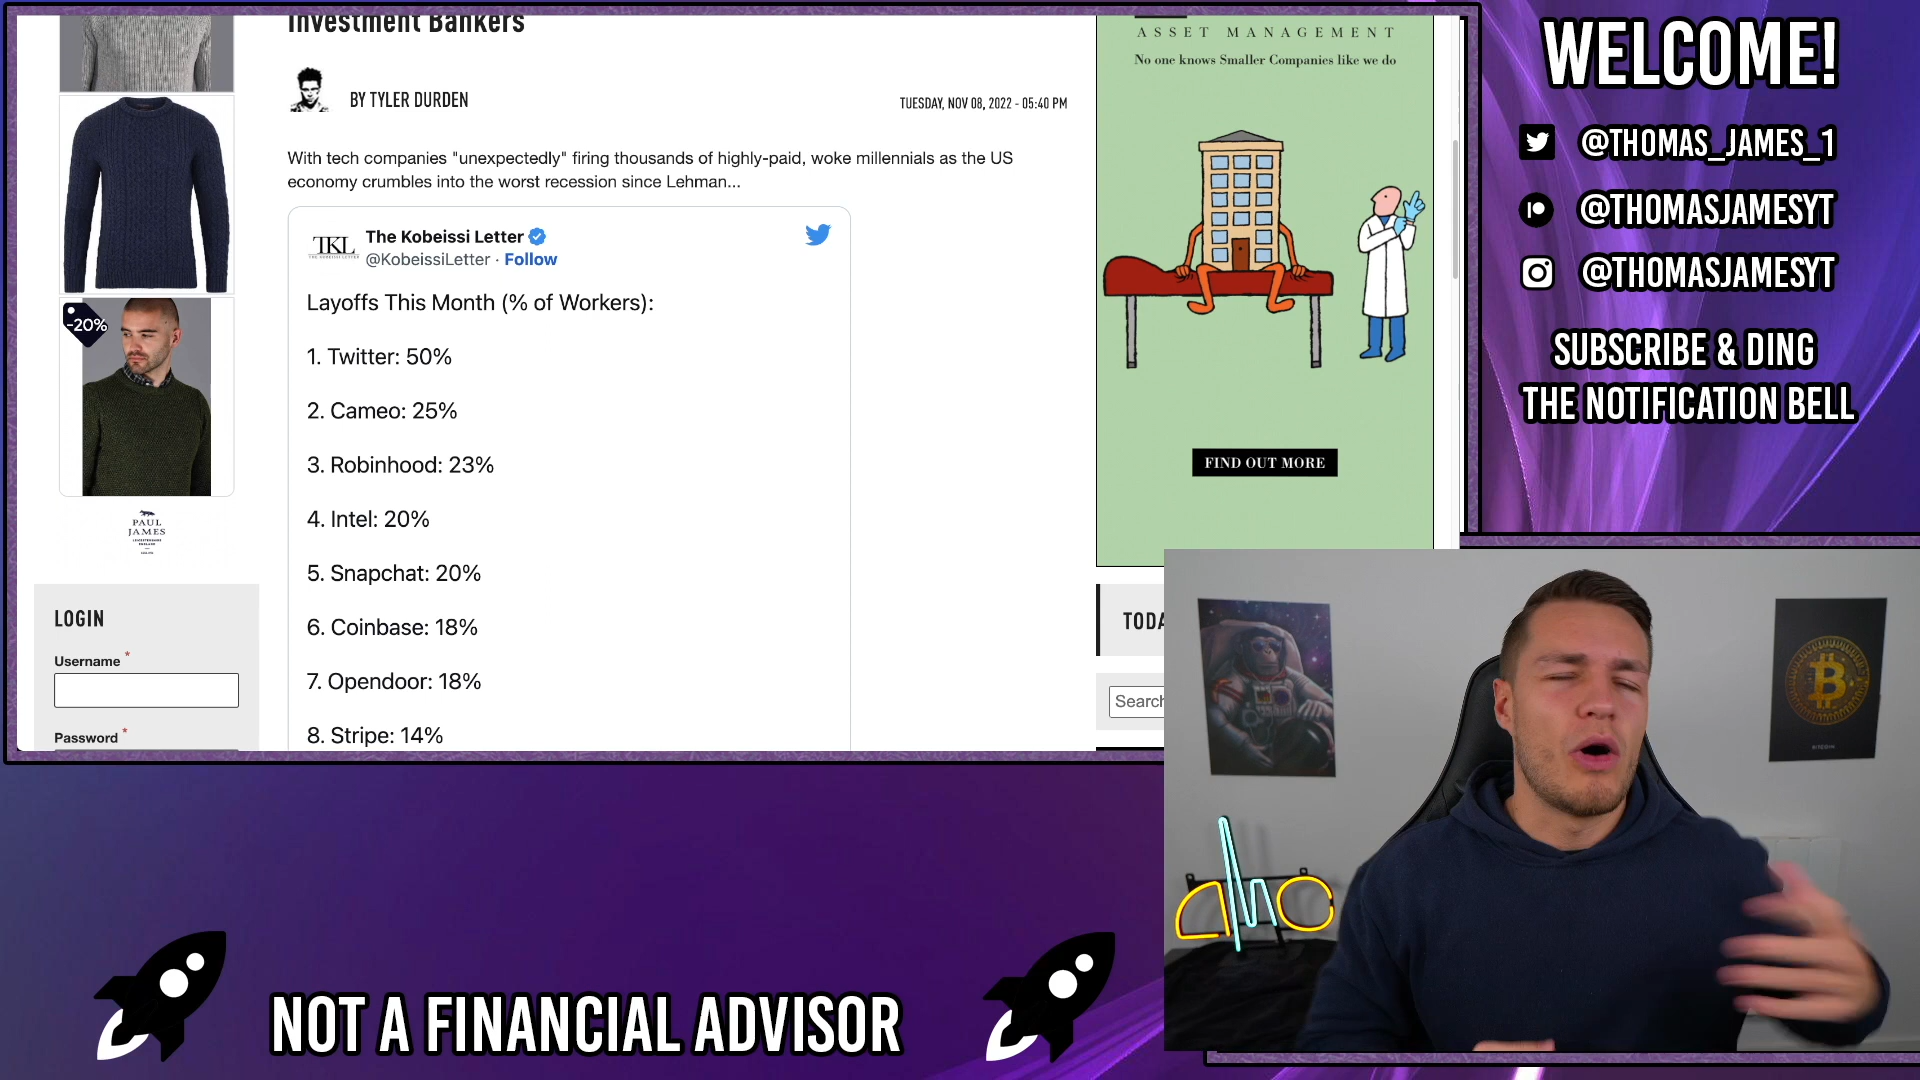 Investment Bankers
BY TYLER DURDEN
TUESDAY, NOV 08, 2022 - 05:40 PM
With tech companies "unexpectedly" firing thousands of highly-paid, woke millennials as the US
economy crumbles into the worst recession since Lehman...
TKL
The Kobeissi Letter
@KobeissiLetter · Follow
Layoffs This Month (% of Workers):
1. Twitter: 50%
2. Cameo: 25%
3. Robinhood: 23%
4. Intel: 20%
5. Snapchat: 20%
6. Coinbase: 18%
7. Opendoor: 18%
8. Stripe: 14%
-20%
PAUL
JAMES
LOGIN
Username *
Password *
ASSET MANAGEMENT
No one knows Smaller Companies like we do
FIND OUT MORE
TODA
Search
WELCOME!
@THOMAS_JAMES_1
@THOMASJAMESYT
@THOMASJAMESYT
SUBSCRIBE & DING
THE NOTIFICATION BELL
BITCOIN
NOT A FINANCIAL ADVISOR